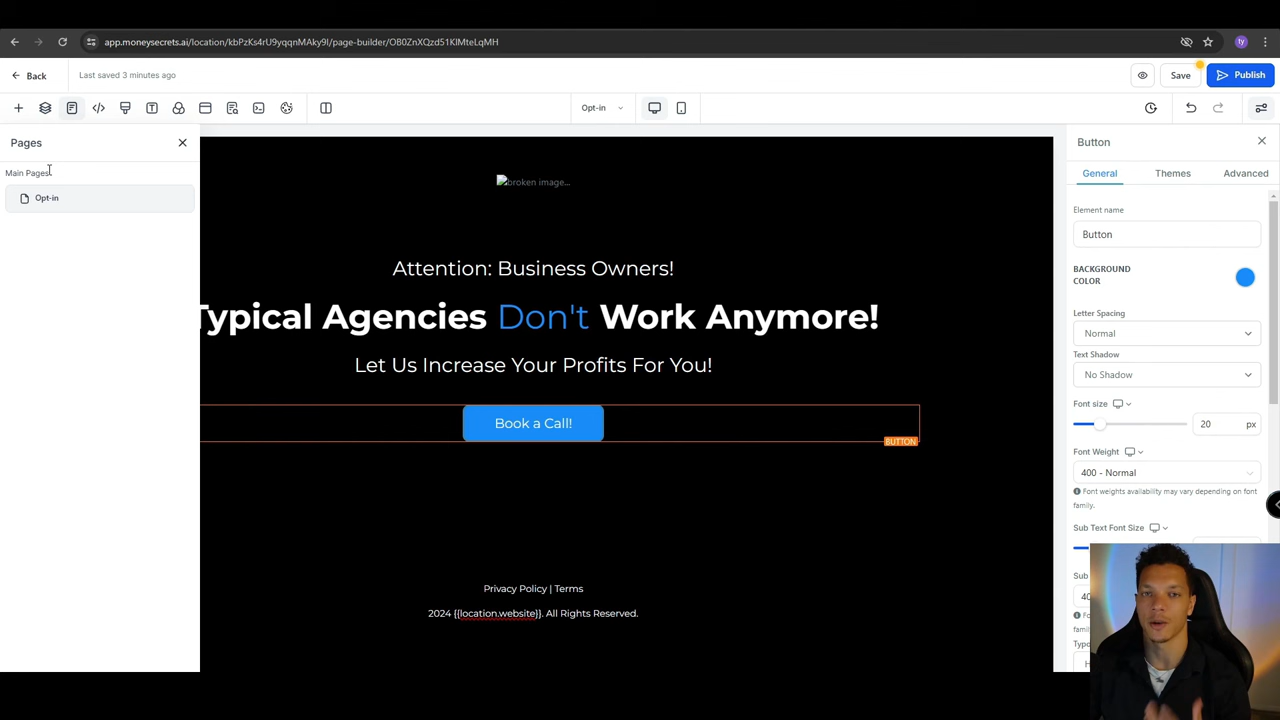 app.moneysecrets.ai/location/kbPzKs4rU9yqqnMAky9I/page-builder/O80ZnXQzd51KIMteLqMH
ty
Back
Last saved 3 minutes ago
Save
Publish
Opt-in
Pages
Main Pages
Opt-in
broken image...
Attention: Business Owners!
Typical Agencies Don't Work Anymore!
Let Us Increase Your Profits For You!
Book a Call!
BUTTON
Privacy Policy | Terms
2024 {{location.website}}. All Rights Reserved.
Button
General Themes Advanced
Element name
Button
BACKGROUND
COLOR
Letter Spacing
Normal
Text Shadow
No Shadow
Font size
20 px
Font Weight
400 - Normal
Font weights availability may vary depending on font
family.
Sub Text Font Size
Sub
40